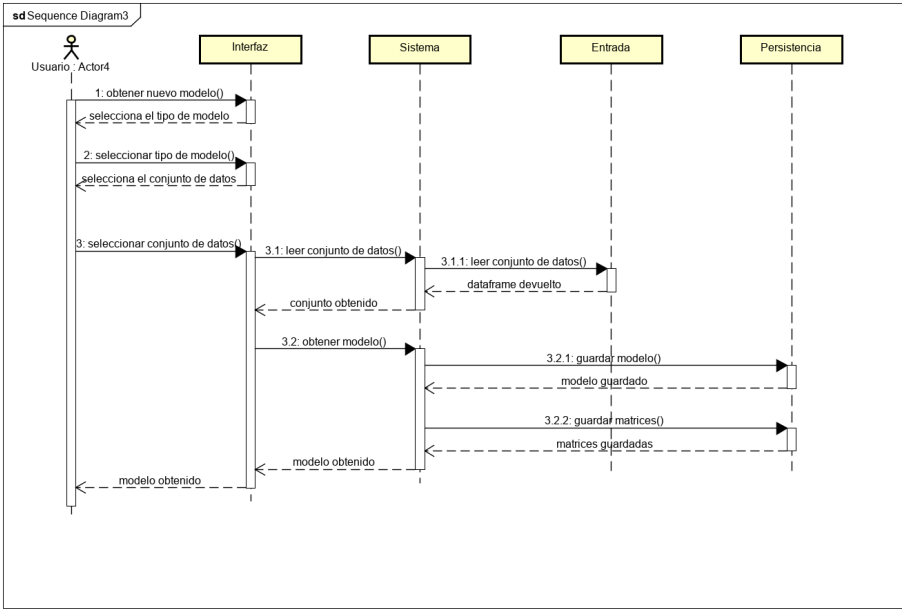 sd Sequence Diagram3
Usuario : Actor4
Interfaz
Sistema
Entrada
Persistencia
1: obtener nuevo modelo()
selecciona el tipo de modelo
2: seleccionar tipo de modelo()
selecciona el conjunto de datos
3: seleccionar conjunto de datos()
3.1: leer conjunto de datos()
3.1.1: leer conjunto de datos()
dataframe devuelto
conjunto obtenido
3.2: obtener modelo()
3.2.1: guardar modelo()
modelo guardado
3.2.2: guardar matrices()
matrices guardadas
modelo obtenido
modelo obtenido